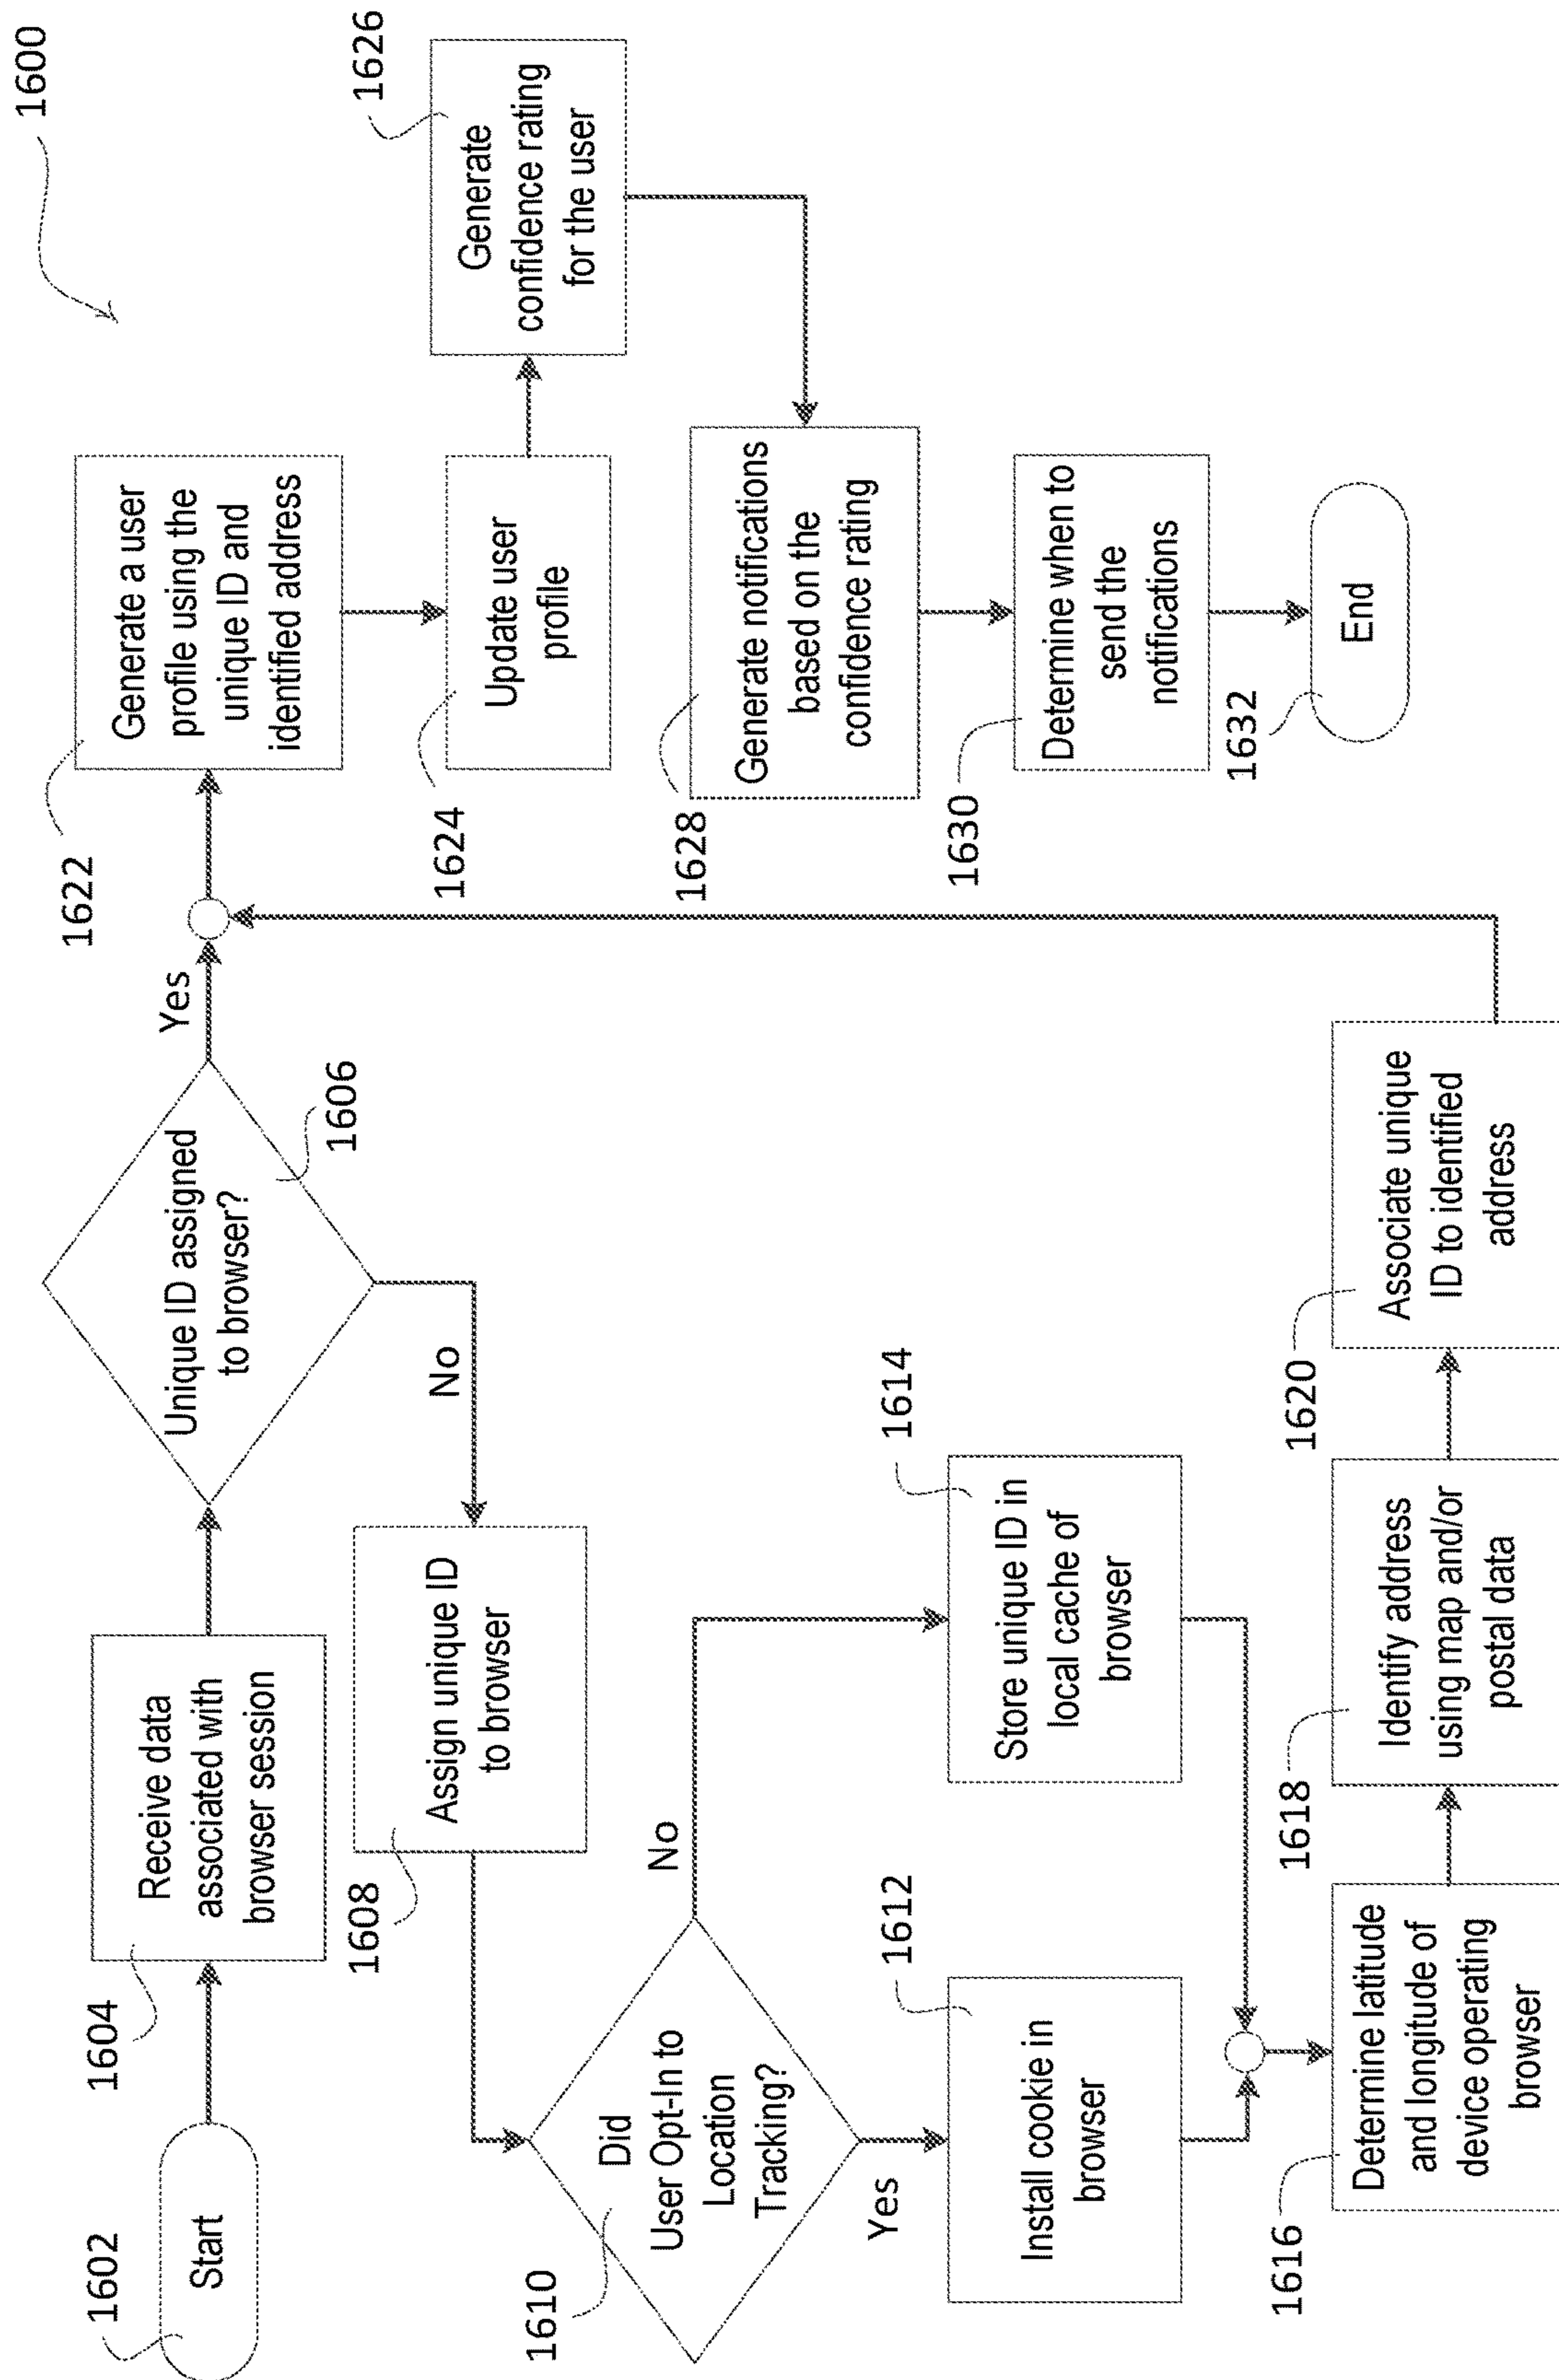 1600
1602
Start
1604
Receive data
associated with
browser session
Unique ID assigned
to browser?
1606
Yes
No
1608
Assign unique ID
to browser
1610
Did
User Opt-In to
Location
Tracking?
Yes
No
1612
Install cookie in
browser
1614
Store unique ID in
local cache of
browser
1616
Determine latitude
and longitude of
device operating
browser
1618
Identify address
using map and/or
postal data
1620
Associate unique
ID to identified
address
1622
Generate a user
profile using the
unique ID and
identified address
1624
Update user
profile
1626
Generate
confidence rating
for the user
1628
Generate notifications
based on the
confidence rating
1630
Determine when to
send the
notifications
1632
End